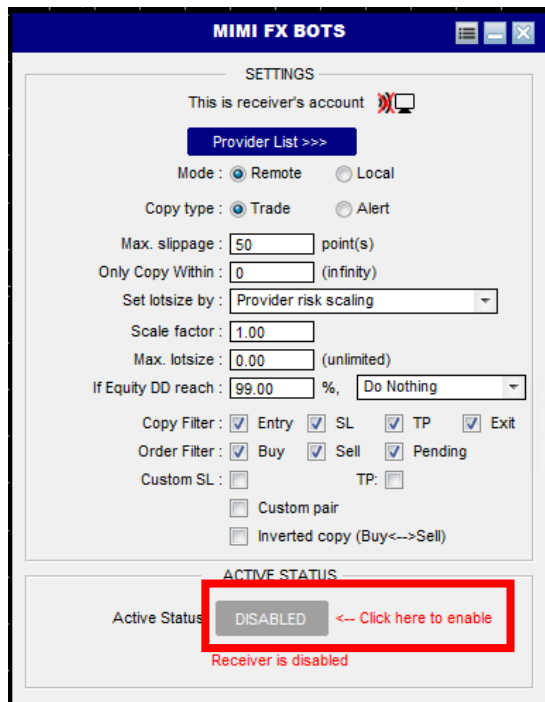 MIMI FX BOTS
SETTINGS
This is receiver's account
Provider List >>>
Mode : Remote Local
Copy type : Trade Alert
Max. slippage : 50 point(s)
Only Copy Within : 0 (infinity)
Set lotsize by : Provider risk scaling
Scale factor : 1.00
Max. lotsize : 0.00 (unlimited)
If Equity DD reach : 99.00 %, Do Nothing
Copy Filter : Entry SL TP Exit
Order Filter : Buy Sell Pending
Custom SL : TP:
Custom pair
Inverted copy (Buy<-->Sell)
ACTIVE STATUS
Active Status DISABLED <-- Click here to enable
Receiver is disabled